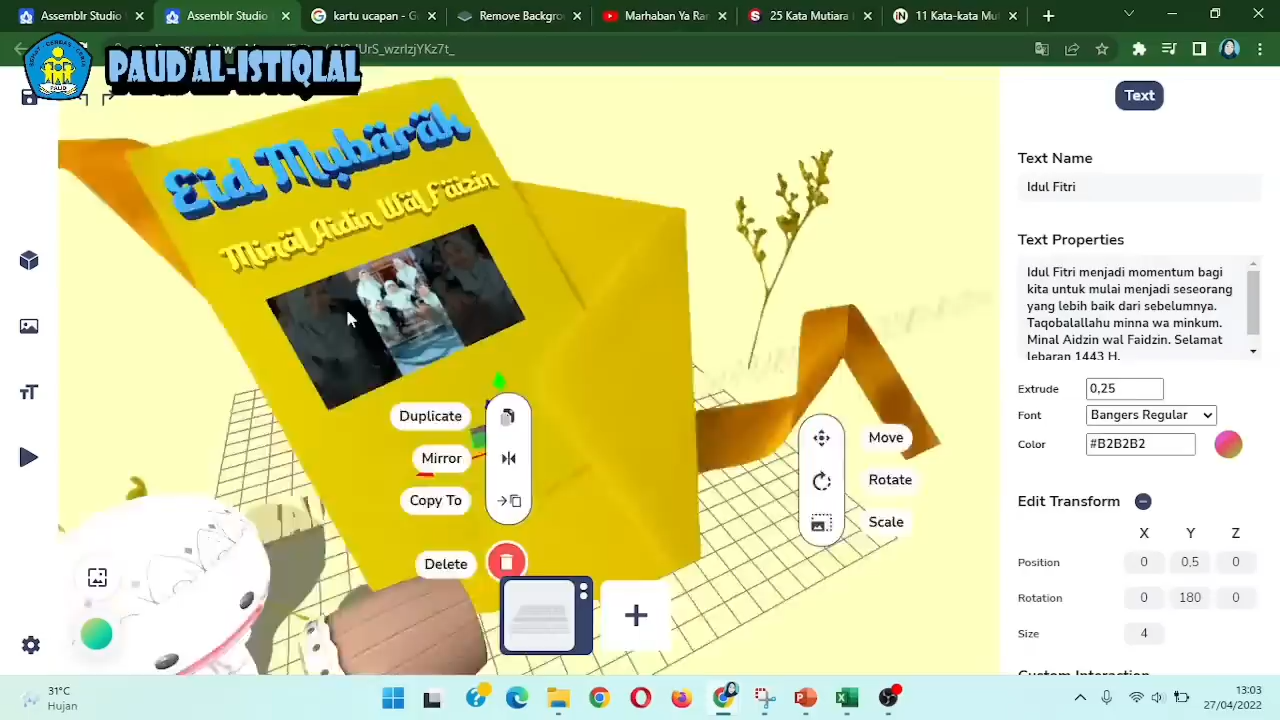 Assemblr Studio
Assemblr Studio
kartu ucapan - G
Remove Backgro
Marhaban Ya Ra
25 Kata Mutiara
11 Kata-kata Mu
PAUD AL-ISTIQLAL
Eid Mubarak
Minal Aidin Wal Faizin
Duplicate
Mirror
Copy To
Delete
Move
Rotate
Scale
Text
Text Name
Idul Fitri
Text Properties
Idul Fitri menjadi momentum bagi
kita untuk mulai menjadi seseorang
yang lebih baik dari sebelumnya.
Taqobalallahu minna wa minkum.
Minal Aidzin wal Faidzin. Selamat
lebaran 1443 H.
Extrude 0,25
Font Bangers Regular
Color #B2B2B2
Edit Transform
X Y Z
Position 0 0.5 0
Rotation 0 180 0
Size 4
Custom Interaction
31°C
Hujan
13:03
27/04/2022